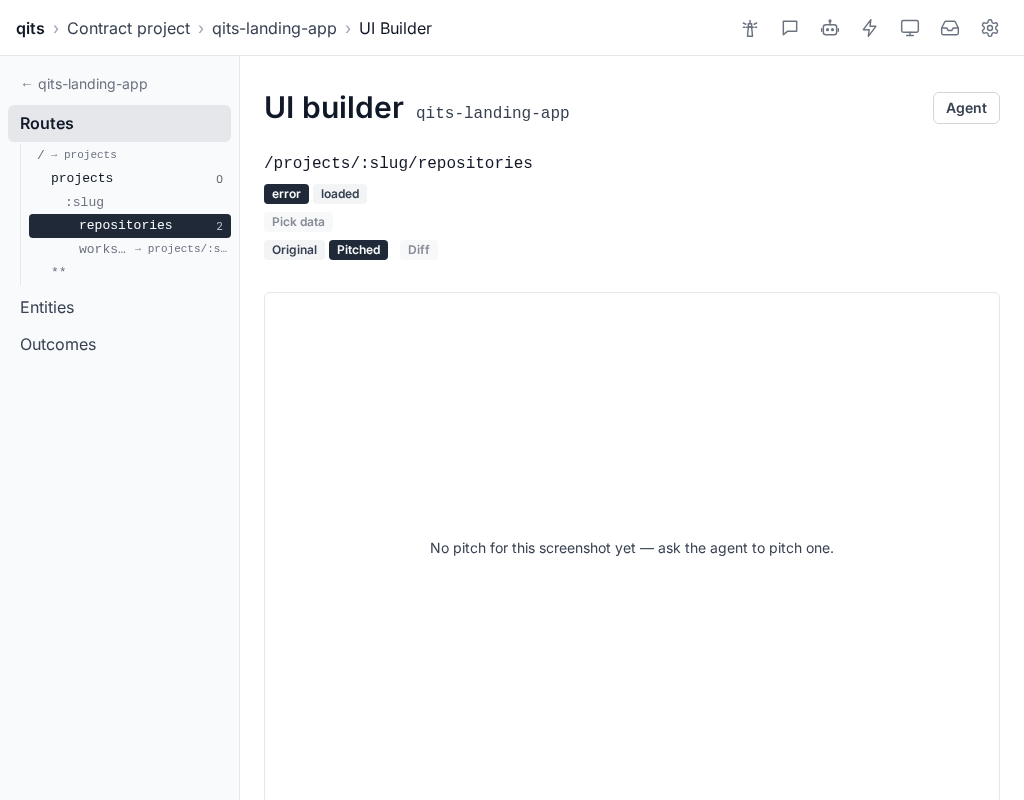 qits › Contract project › qits-landing-app › UI Builder
← qits-landing-app
Routes
/ → projects
projects 0
:slug
repositories 2
works… → projects/:s…
**
Entities
Outcomes
UI builder qits-landing-app
Agent
/projects/:slug/repositories
error loaded
Pick data
Original Pitched Diff
No pitch for this screenshot yet — ask the agent to pitch one.